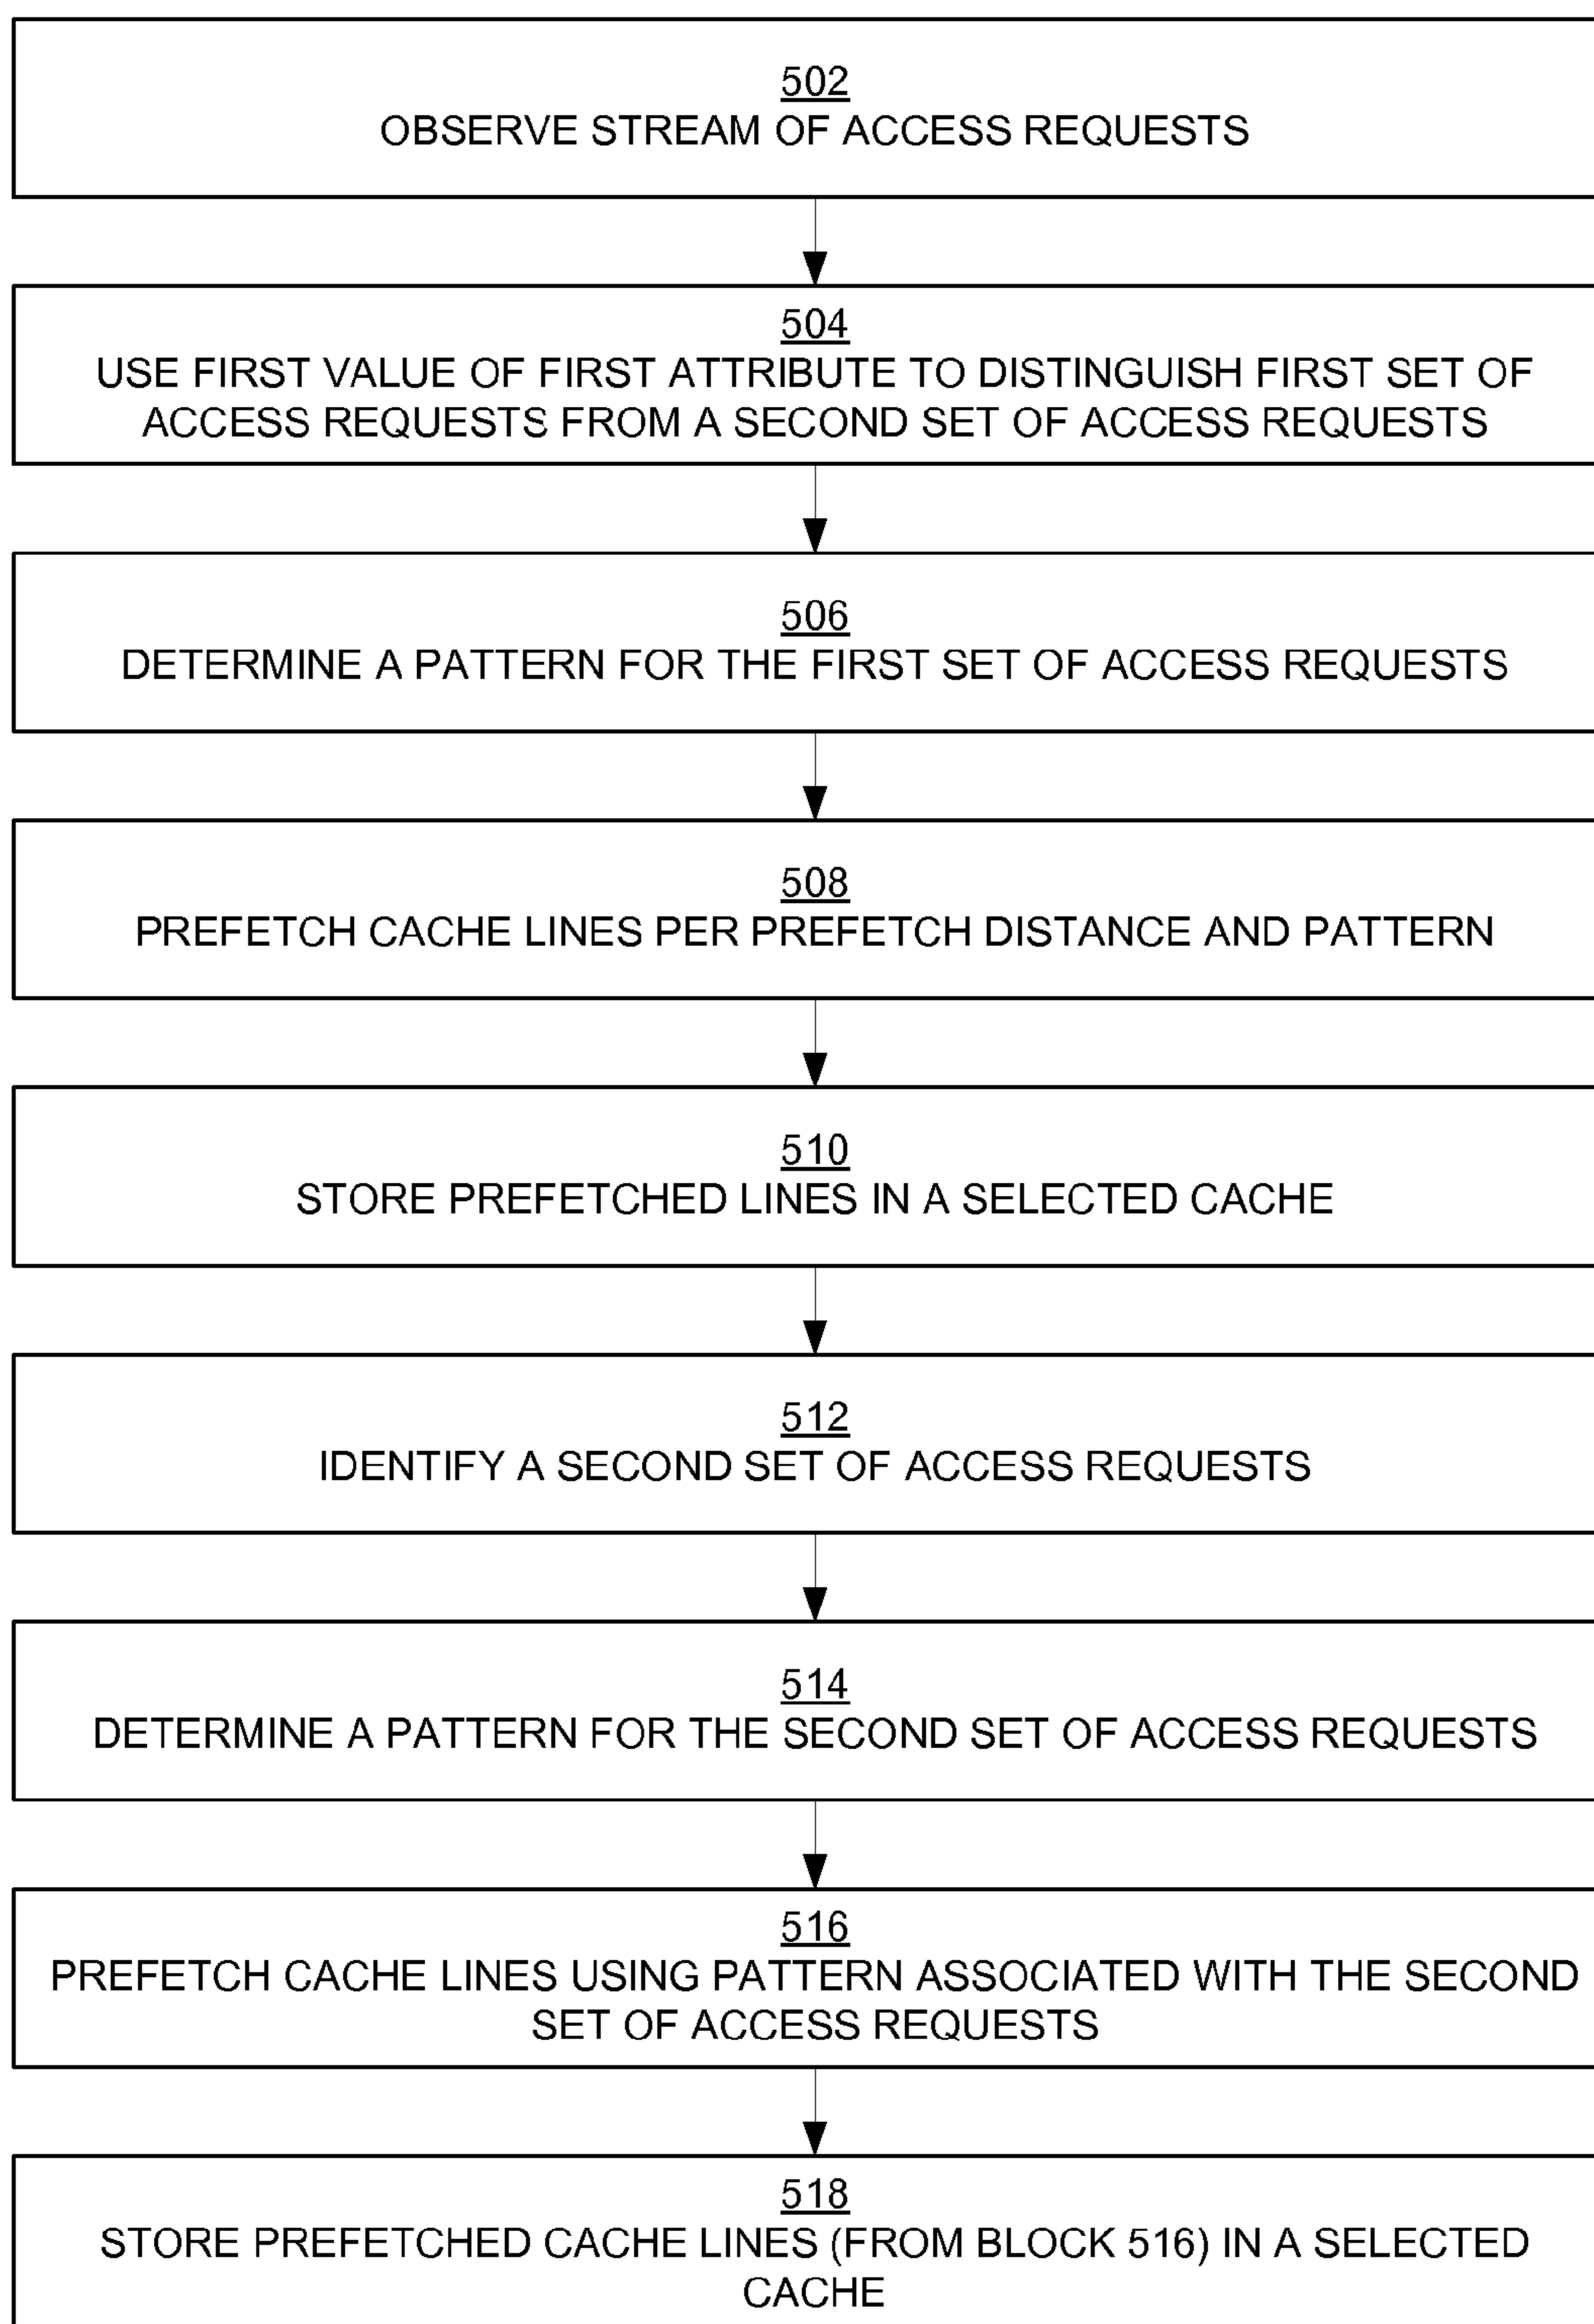 502
OBSERVE STREAM OF ACCESS REQUESTS
504
USE FIRST VALUE OF FIRST ATTRIBUTE TO DISTINGUISH FIRST SET OF
ACCESS REQUESTS FROM A SECOND SET OF ACCESS REQUESTS
506
DETERMINE A PATTERN FOR THE FIRST SET OF ACCESS REQUESTS
508
PREFETCH CACHE LINES PER PREFETCH DISTANCE AND PATTERN
510
STORE PREFETCHED LINES IN A SELECTED CACHE
512
IDENTIFY A SECOND SET OF ACCESS REQUESTS
514
DETERMINE A PATTERN FOR THE SECOND SET OF ACCESS REQUESTS
516
PREFETCH CACHE LINES USING PATTERN ASSOCIATED WITH THE SECOND
SET OF ACCESS REQUESTS
518
STORE PREFETCHED CACHE LINES (FROM BLOCK 516) IN A SELECTED
CACHE